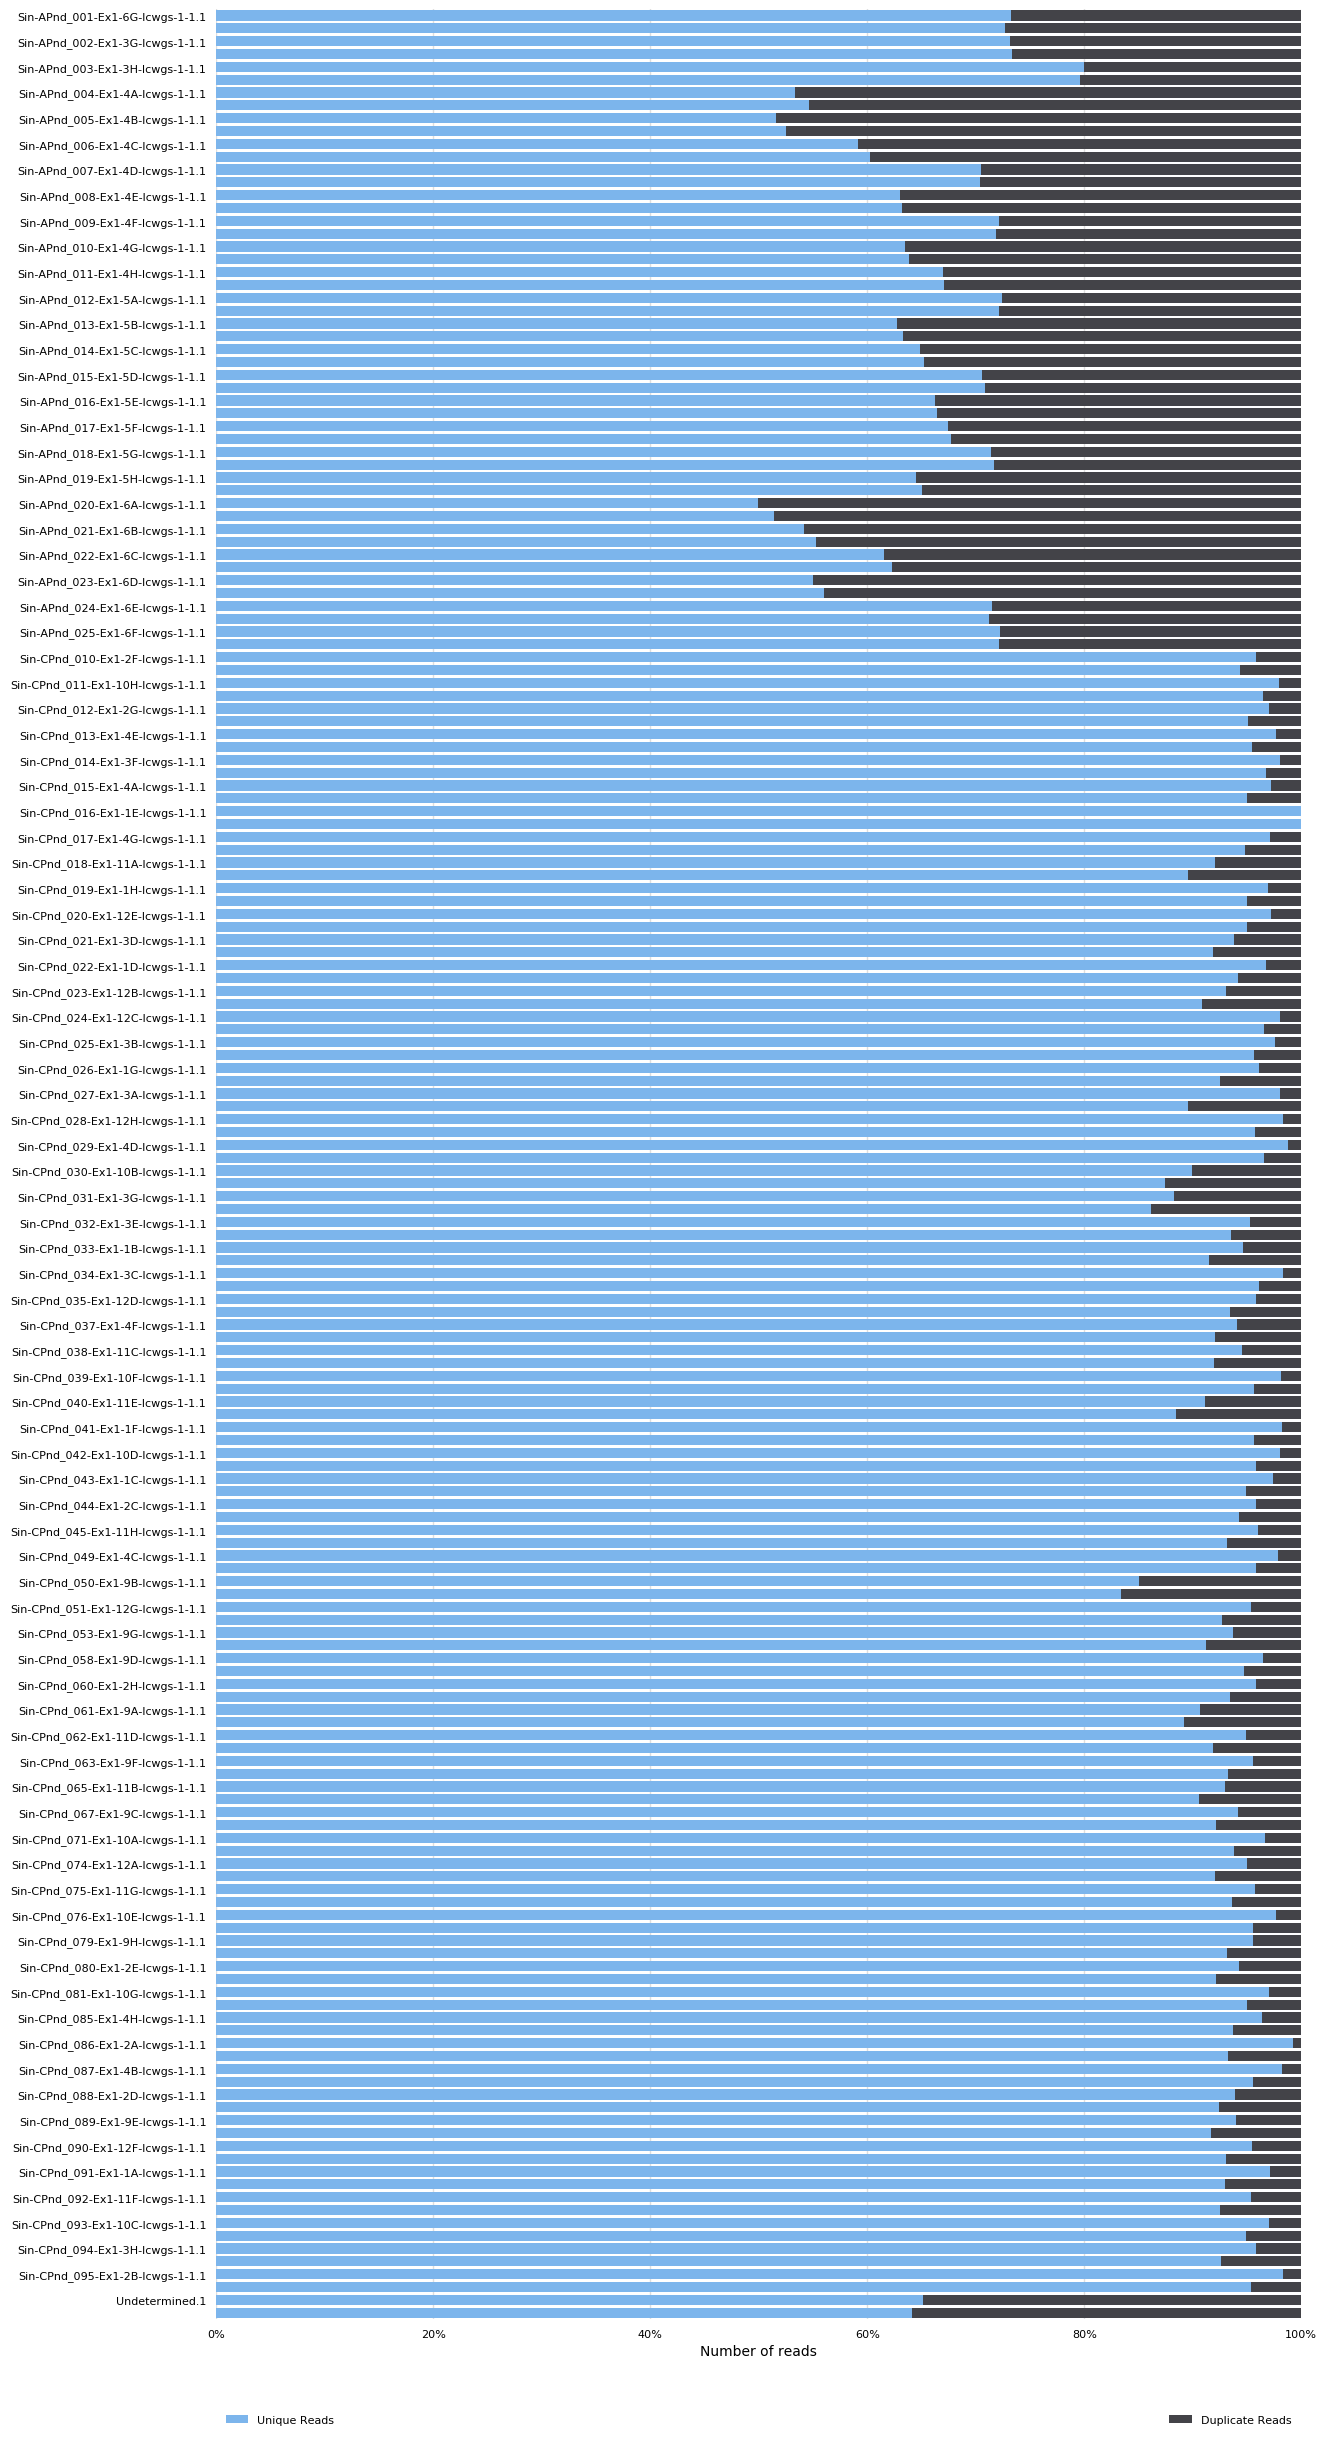 Sin-APnd_001-Ex1-6G-lcwgs-1-1.1
Sin-APnd_002-Ex1-3G-lcwgs-1-1.1
Sin-APnd_003-Ex1-3H-lcwgs-1-1.1
Sin-APnd_004-Ex1-4A-lcwgs-1-1.1
Sin-APnd_005-Ex1-4B-lcwgs-1-1.1
Sin-APnd_006-Ex1-4C-lcwgs-1-1.1
Sin-APnd_007-Ex1-4D-lcwgs-1-1.1
Sin-APnd_008-Ex1-4E-lcwgs-1-1.1
Sin-APnd_009-Ex1-4F-lcwgs-1-1.1
Sin-APnd_010-Ex1-4G-lcwgs-1-1.1
Sin-APnd_011-Ex1-4H-lcwgs-1-1.1
Sin-APnd_012-Ex1-5A-lcwgs-1-1.1
Sin-APnd_013-Ex1-5B-lcwgs-1-1.1
Sin-APnd_014-Ex1-5C-lcwgs-1-1.1
Sin-APnd_015-Ex1-5D-lcwgs-1-1.1
Sin-APnd_016-Ex1-5E-lcwgs-1-1.1
Sin-APnd_017-Ex1-5F-lcwgs-1-1.1
Sin-APnd_018-Ex1-5G-lcwgs-1-1.1
Sin-APnd_019-Ex1-5H-lcwgs-1-1.1
Sin-APnd_020-Ex1-6A-lcwgs-1-1.1
Sin-APnd_021-Ex1-6B-lcwgs-1-1.1
Sin-APnd_022-Ex1-6C-lcwgs-1-1.1
Sin-APnd_023-Ex1-6D-lcwgs-1-1.1
Sin-APnd_024-Ex1-6E-lcwgs-1-1.1
Sin-APnd_025-Ex1-6F-lcwgs-1-1.1
Sin-CPnd_010-Ex1-2F-lcwgs-1-1.1
Sin-CPnd_011-Ex1-10H-lcwgs-1-1.1
Sin-CPnd_012-Ex1-2G-lcwgs-1-1.1
Sin-CPnd_013-Ex1-4E-lcwgs-1-1.1
Sin-CPnd_014-Ex1-3F-lcwgs-1-1.1
Sin-CPnd_015-Ex1-4A-lcwgs-1-1.1
Sin-CPnd_016-Ex1-1E-lcwgs-1-1.1
Sin-CPnd_017-Ex1-4G-lcwgs-1-1.1
Sin-CPnd_018-Ex1-11A-lcwgs-1-1.1
Sin-CPnd_019-Ex1-1H-lcwgs-1-1.1
Sin-CPnd_020-Ex1-12E-lcwgs-1-1.1
Sin-CPnd_021-Ex1-3D-lcwgs-1-1.1
Sin-CPnd_022-Ex1-1D-lcwgs-1-1.1
Sin-CPnd_023-Ex1-12B-lcwgs-1-1.1
Sin-CPnd_024-Ex1-12C-lcwgs-1-1.1
Sin-CPnd_025-Ex1-3B-lcwgs-1-1.1
Sin-CPnd_026-Ex1-1G-lcwgs-1-1.1
Sin-CPnd_027-Ex1-3A-lcwgs-1-1.1
Sin-CPnd_028-Ex1-12H-lcwgs-1-1.1
Sin-CPnd_029-Ex1-4D-lcwgs-1-1.1
Sin-CPnd_030-Ex1-10B-lcwgs-1-1.1
Sin-CPnd_031-Ex1-3G-lcwgs-1-1.1
Sin-CPnd_032-Ex1-3E-lcwgs-1-1.1
Sin-CPnd_033-Ex1-1B-lcwgs-1-1.1
Sin-CPnd_034-Ex1-3C-lcwgs-1-1.1
Sin-CPnd_035-Ex1-12D-lcwgs-1-1.1
Sin-CPnd_037-Ex1-4F-lcwgs-1-1.1
Sin-CPnd_038-Ex1-11C-lcwgs-1-1.1
Sin-CPnd_039-Ex1-10F-lcwgs-1-1.1
Sin-CPnd_040-Ex1-11E-lcwgs-1-1.1
Sin-CPnd_041-Ex1-1F-lcwgs-1-1.1
Sin-CPnd_042-Ex1-10D-lcwgs-1-1.1
Sin-CPnd_043-Ex1-1C-lcwgs-1-1.1
Sin-CPnd_044-Ex1-2C-lcwgs-1-1.1
Sin-CPnd_045-Ex1-11H-lcwgs-1-1.1
Sin-CPnd_049-Ex1-4C-lcwgs-1-1.1
Sin-CPnd_050-Ex1-9B-lcwgs-1-1.1
Sin-CPnd_051-Ex1-12G-lcwgs-1-1.1
Sin-CPnd_053-Ex1-9G-lcwgs-1-1.1
Sin-CPnd_058-Ex1-9D-lcwgs-1-1.1
Sin-CPnd_060-Ex1-2H-lcwgs-1-1.1
Sin-CPnd_061-Ex1-9A-lcwgs-1-1.1
Sin-CPnd_062-Ex1-11D-lcwgs-1-1.1
Sin-CPnd_063-Ex1-9F-lcwgs-1-1.1
Sin-CPnd_065-Ex1-11B-lcwgs-1-1.1
Sin-CPnd_067-Ex1-9C-lcwgs-1-1.1
Sin-CPnd_071-Ex1-10A-lcwgs-1-1.1
Sin-CPnd_074-Ex1-12A-lcwgs-1-1.1
Sin-CPnd_075-Ex1-11G-lcwgs-1-1.1
Sin-CPnd_076-Ex1-10E-lcwgs-1-1.1
Sin-CPnd_079-Ex1-9H-lcwgs-1-1.1
Sin-CPnd_080-Ex1-2E-lcwgs-1-1.1
Sin-CPnd_081-Ex1-10G-lcwgs-1-1.1
Sin-CPnd_085-Ex1-4H-lcwgs-1-1.1
Sin-CPnd_086-Ex1-2A-lcwgs-1-1.1
Sin-CPnd_087-Ex1-4B-lcwgs-1-1.1
Sin-CPnd_088-Ex1-2D-lcwgs-1-1.1
Sin-CPnd_089-Ex1-9E-lcwgs-1-1.1
Sin-CPnd_090-Ex1-12F-lcwgs-1-1.1
Sin-CPnd_091-Ex1-1A-lcwgs-1-1.1
Sin-CPnd_092-Ex1-11F-lcwgs-1-1.1
Sin-CPnd_093-Ex1-10C-lcwgs-1-1.1
Sin-CPnd_094-Ex1-3H-lcwgs-1-1.1
Sin-CPnd_095-Ex1-2B-lcwgs-1-1.1
Undetermined.1
0% 20% 40% 60% 80% 100%
Number of reads
Unique Reads Duplicate Reads